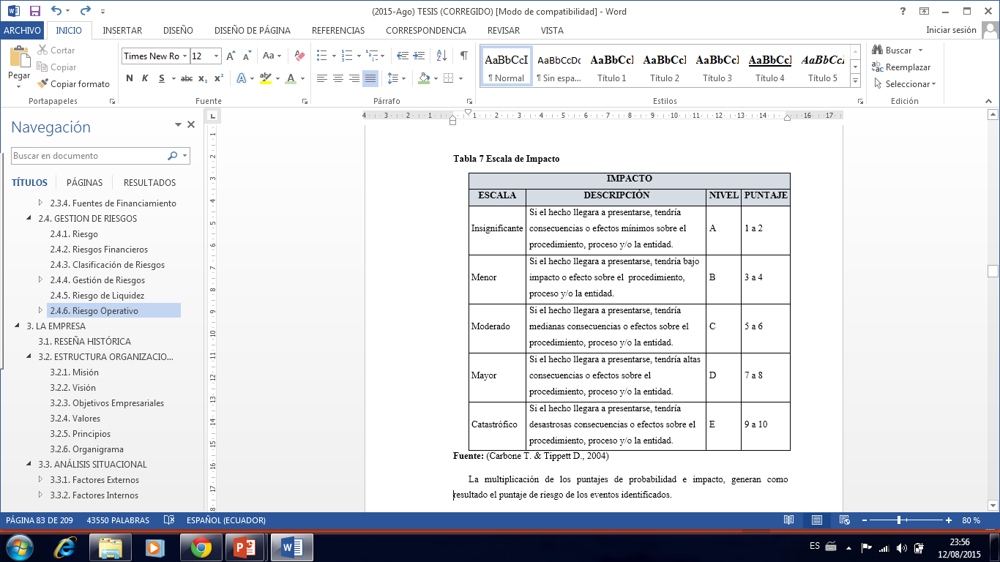 (2015-Ago) TESIS (CORREGIDO) [Modo de compatibilidad] - Word
ARCHIVO INICIO INSERTAR DISEÑO DISEÑO DE PÁGINA REFERENCIAS CORRESPONDENCIA REVISAR VISTA Iniciar sesión
Pegar
Cortar
Copiar
Copiar formato
Portapapeles
Times New Ro 12
Fuente
Párrafo
AaBbCcI AaBbCcDc AaBbCcI AaBbCcI AaBbCcI AaBbCcI AaBbCcI
¶ Normal ¶ Sin espa... Título 1 Título 2 Título 3 Título 4 Título 5
Estilos
Buscar
Reemplazar
Seleccionar
Edición
Navegación
Buscar en documento
TÍTULOS PÁGINAS RESULTADOS
2.3.4. Fuentes de Financiamiento
2.4. GESTION DE RIESGOS
2.4.1. Riesgo
2.4.2. Riesgos Financieros
2.4.3. Clasificación de Riesgos
2.4.4. Gestión de Riesgos
2.4.5. Riesgo de Liquidez
2.4.6. Riesgo Operativo
3. LA EMPRESA
3.1. RESEÑA HISTÓRICA
3.2. ESTRUCTURA ORGANIZACIO...
3.2.1. Misión
3.2.2. Visión
3.2.3. Objetivos Empresariales
3.2.4. Valores
3.2.5. Principios
3.2.6. Organigrama
3.3. ANÁLISIS SITUACIONAL
3.3.1. Factores Externos
3.3.2. Factores Internos
Tabla 7 Escala de Impacto
IMPACTO
ESCALA DESCRIPCIÓN NIVEL PUNTAJE
Insignificante
Si el hecho llegara a presentarse, tendría
consecuencias o efectos mínimos sobre el
procedimiento, proceso y/o la entidad.
A
1 a 2
Menor
Si el hecho llegara a presentarse, tendría bajo
impacto o efecto sobre el procedimiento,
proceso y/o la entidad.
B
3 a 4
Moderado
Si el hecho llegara a presentarse, tendría
medianas consecuencias o efectos sobre el
procedimiento, proceso y/o la entidad.
C
5 a 6
Mayor
Si el hecho llegara a presentarse, tendría altas
consecuencias o efectos sobre el
procedimiento, proceso y/o la entidad.
D
7 a 8
Catastrófico
Si el hecho llegara a presentarse, tendría
desastrosas consecuencias o efectos sobre el
procedimiento, proceso y/o la entidad.
E
9 a 10
Fuente: (Carbone T. & Tippett D., 2004)
La multiplicación de los puntajes de probabilidad e impacto, generan como
resultado el puntaje de riesgo de los eventos identificados.
PÁGINA 83 DE 209 43550 PALABRAS ESPAÑOL (ECUADOR) 80 %
ES
23:56
12/08/2015